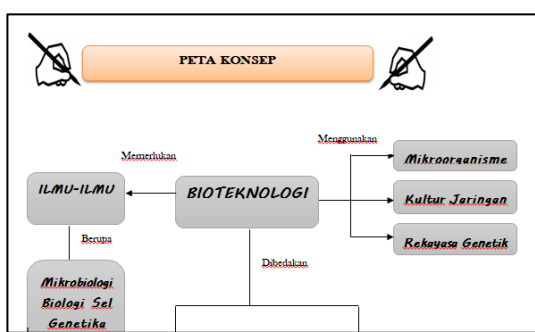 PETA KONSEP
Menggunakan
Memerlukan
Mikroorganisme
ILMU-ILMU
BIOTEKNOLOGI
Kultur Jaringan
Berupa
Rekayasa Genetik
Dibedakan
Mikrobiologi
Biologi Sel
Genetika